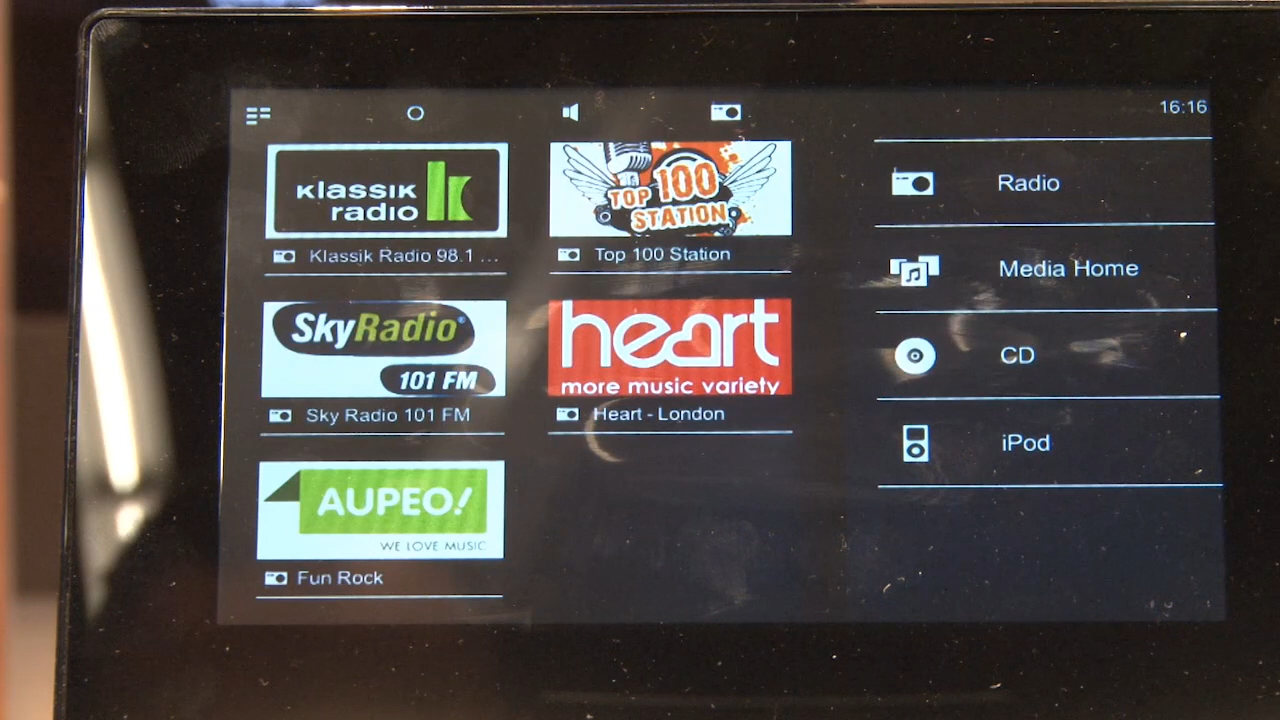 16:16
Klassik
radio
Klassik Radio 98.1 ...
TOP 100
STATION
Top 100 Station
SkyRadio®
101 FM
Sky Radio 101 FM
heart
more music variety
Heart - London
AUPEO!
WE LOVE MUSIC
Fun Rock
Radio
Media Home
CD
iPod